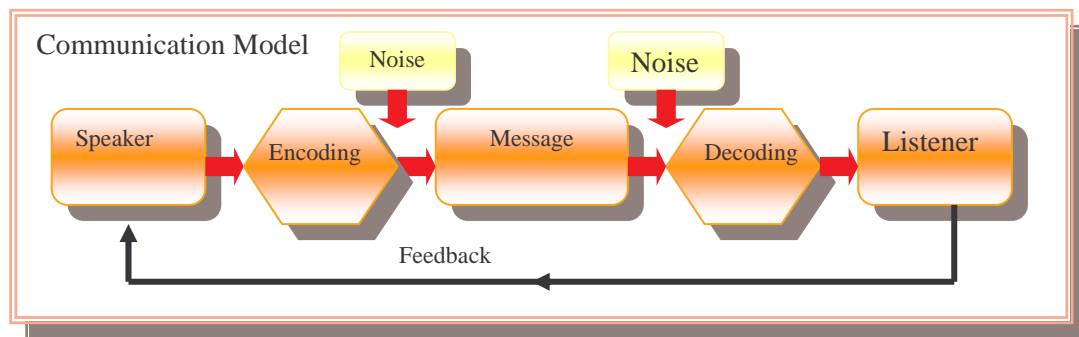 Communication Model
Noise
Noise
Speaker
Encoding
Message
Decoding
Listener
Feedback